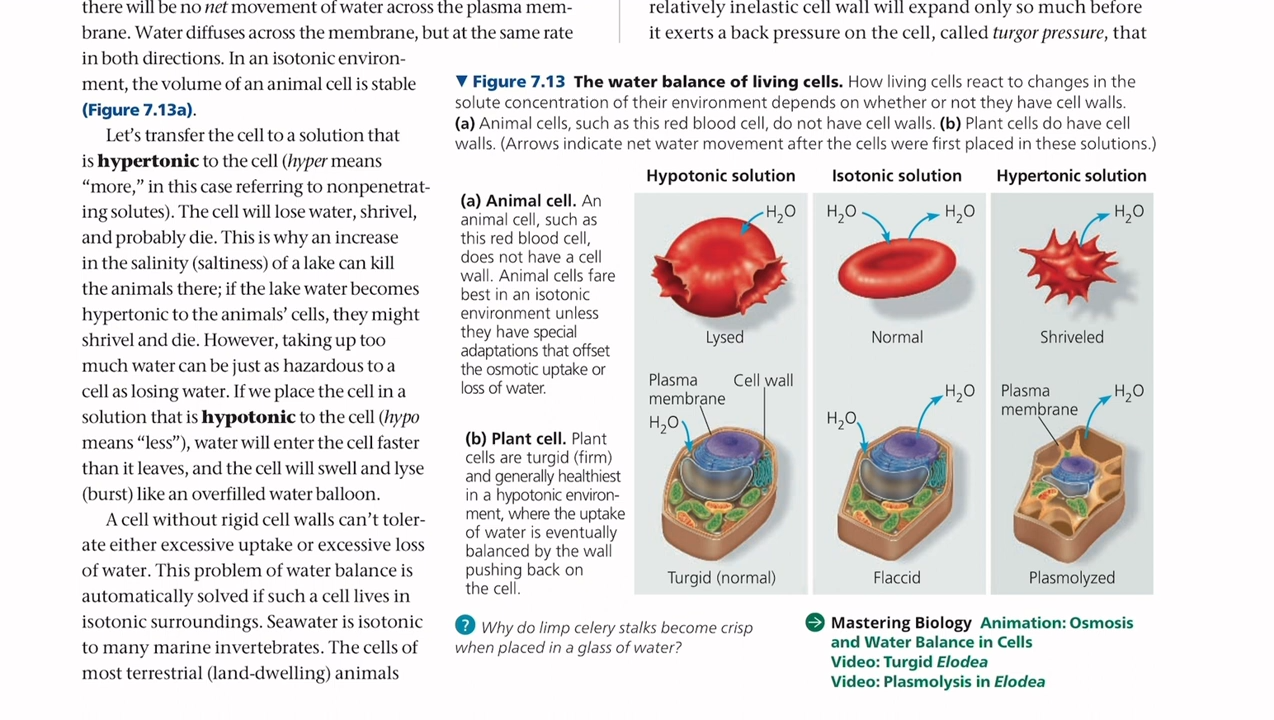 there will be no net movement of water across the plasma mem-
brane. Water diffuses across the membrane, but at the same rate
in both directions. In an isotonic environ-
ment, the volume of an animal cell is stable
(Figure 7.13a).
Let's transfer the cell to a solution that
is hypertonic to the cell (hyper means
“more,” in this case referring to nonpenetrat-
ing solutes). The cell will lose water, shrivel,
and probably die. This is why an increase
in the salinity (saltiness) of a lake can kill
the animals there; if the lake water becomes
hypertonic to the animals' cells, they might
shrivel and die. However, taking up too
much water can be just as hazardous to a
cell as losing water. If we place the cell in a
solution that is hypotonic to the cell (hypo
means “less”), water will enter the cell faster
than it leaves, and the cell will swell and lyse
(burst) like an overfilled water balloon.
A cell without rigid cell walls can't toler-
ate either excessive uptake or excessive loss
of water. This problem of water balance is
automatically solved if such a cell lives in
isotonic surroundings. Seawater is isotonic
to many marine invertebrates. The cells of
most terrestrial (land-dwelling) animals
relatively inelastic cell wall will expand only so much before
it exerts a back pressure on the cell, called turgor pressure, that
▼ Figure 7.13 The water balance of living cells. How living cells react to changes in the
solute concentration of their environment depends on whether or not they have cell walls.
(a) Animal cells, such as this red blood cell, do not have cell walls. (b) Plant cells do have cell
walls. (Arrows indicate net water movement after the cells were first placed in these solutions.)
Hypotonic solution Isotonic solution Hypertonic solution
(a) Animal cell. An
animal cell, such as
this red blood cell,
does not have a cell
wall. Animal cells fare
best in an isotonic
environment unless
they have special
adaptations that offset
the osmotic uptake or
loss of water.
H₂O H₂O H₂O H₂O
Lysed Normal Shriveled
(b) Plant cell. Plant
cells are turgid (firm)
and generally healthiest
in a hypotonic environ-
ment, where the uptake
of water is eventually
balanced by the wall
pushing back on
the cell.
Plasma
membrane
Cell wall
H₂O
H₂O H₂O
Plasma
membrane
H₂O
Turgid (normal) Flaccid Plasmolyzed
? Why do limp celery stalks become crisp
when placed in a glass of water?
Mastering Biology Animation: Osmosis
and Water Balance in Cells
Video: Turgid Elodea
Video: Plasmolysis in Elodea